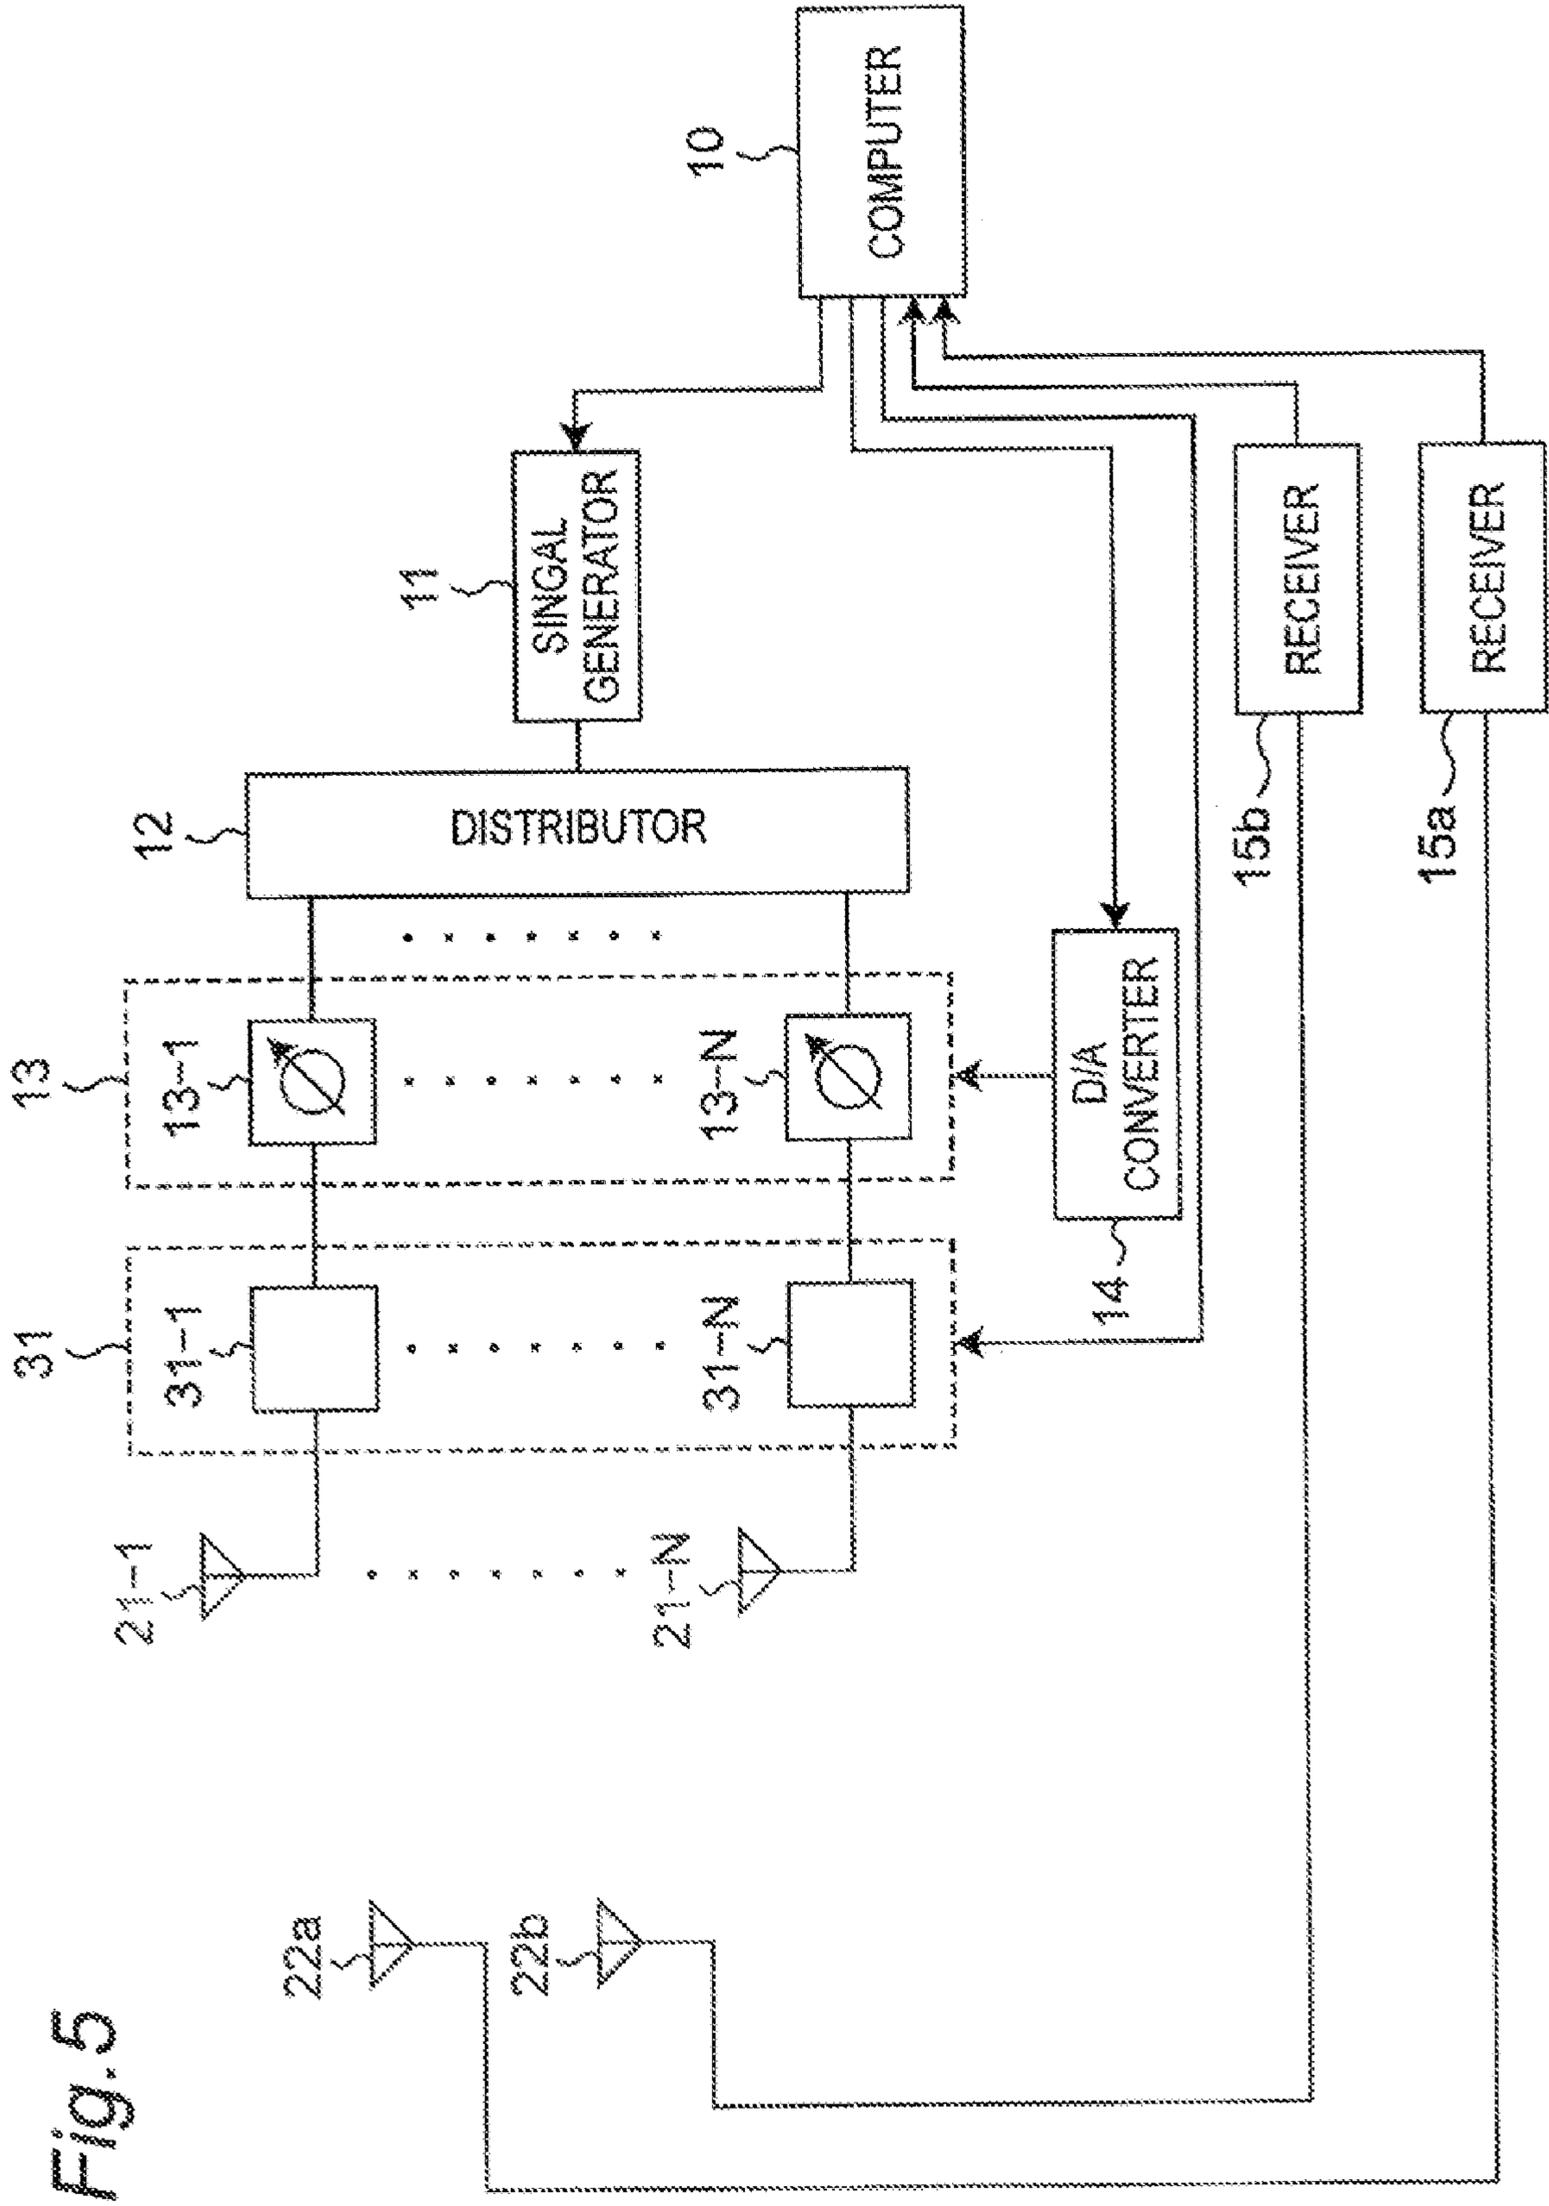 Fig.5
21-1
31
31-1
13
13-1
12
DISTRIBUTOR
11
SINGAL
GENERATOR
10
COMPUTER
22a
22b
21-N
31-N
13-N
14
D/A
CONVERTER
15b
RECEIVER
15a
RECEIVER